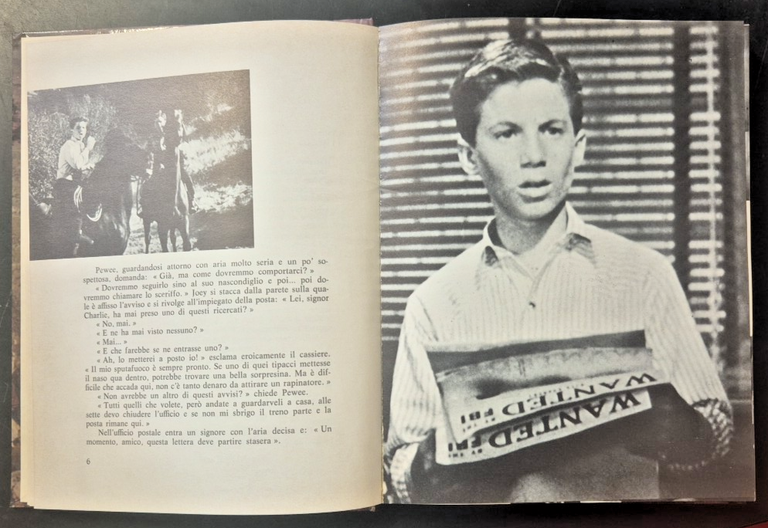 Pewee, guardandosi attorno con aria molto seria e un po' so-
spettosa, domanda: « Già, ma come dovremmo comportarci? »
« Dovremmo seguirlo sino al suo nascondiglio e poi... poi do-
vremmo chiamare lo sceriffo. » Joey si stacca dalla parete sulla qua-
le è affisso l'avviso e si rivolge all'impiegato della posta: « Lei, signor
Charlie, ha mai preso uno di questi ricercati? »
« No, mai. »
« E ne ha mai visto nessuno? »
« Mai... »
« E che farebbe se ne entrasse uno? »
« Ah, lo metterei a posto io! » esclama eroicamente il cassiere.
« Il mio sputafuoco è sempre pronto. Se uno di quei tipacci mettesse
il naso qua dentro, potrebbe trovare una bella sorpresina. Ma è dif-
ficile che accada qui, non c'è tanto denaro da attirare un rapinatore. »
« Non avrebbe un altro di questi avvisi? » chiede Pewee.
« Tutti quelli che volete, però andate a guardarveli a casa, alle
sette devo chiudere l'ufficio e se non mi sbrigo il treno parte e la
posta rimane qui. »
Nell'ufficio postale entra un signore con l'aria decisa e: « Un
momento, amico, questa lettera deve partire stasera »,
6
WANTED
BY THE FBI
WANTED
BY THE FBI